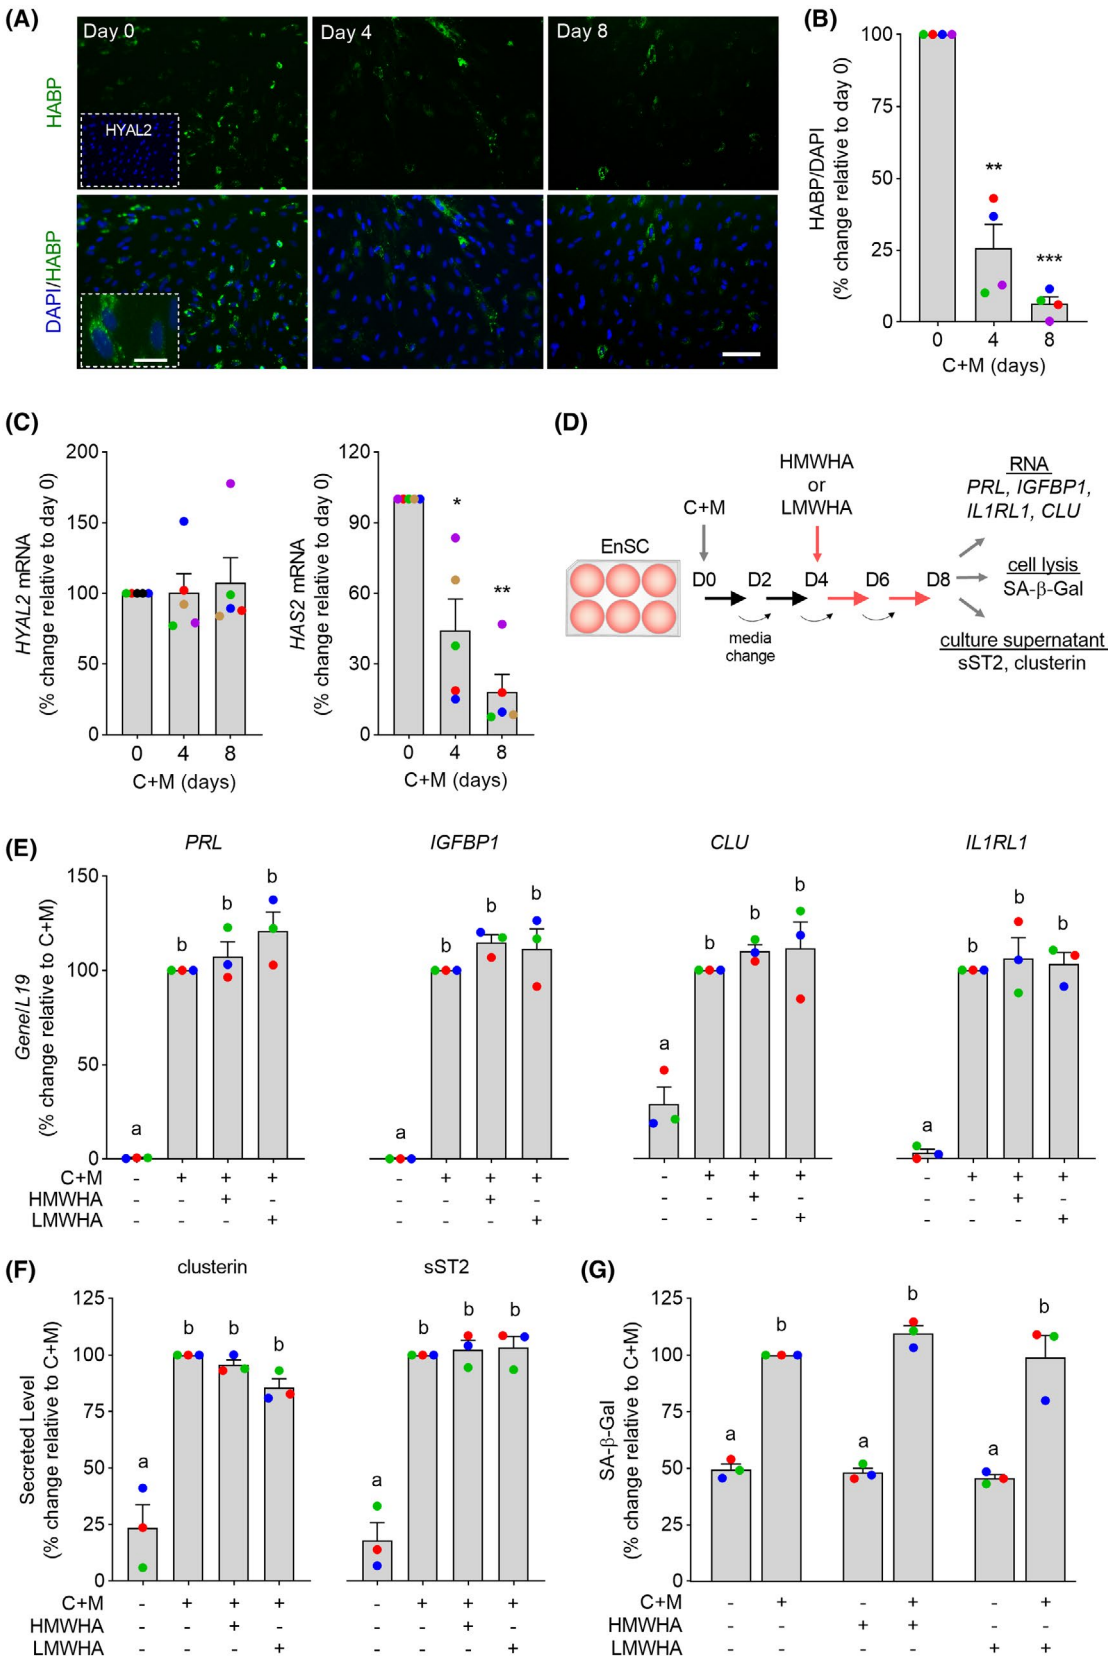 (A)
Day 0
Day 4
Day 8
HABP
HYAL2
DAPI/HABP
(B)
HABP/DAPI
(% change relative to day 0)
100
75
50
25
0
**
***
0 4 8
C+M (days)
(C)
HYAL2 mRNA
(% change relative to day 0)
200
150
100
50
0
0 4 8
C+M (days)
HAS2 mRNA
(% change relative to day 0)
120
90
60
30
0
*
**
0 4 8
C+M (days)
(D)
HMWHA
or
LMWHA
C+M
EnSC
D0 D2 D4 D6 D8
media
change
RNA
PRL, IGFBP1,
IL1RL1, CLU
cell lysis
SA-β-Gal
culture supernatant
sST2, clusterin
(E)
PRL
IGFBP1
CLU
IL1RL1
Gene/L19
(% change relative to C+M)
150
100
50
0
a b b b
a b b b
a b b b
a b b b
C+M - + + + - + + + - + + + - + + +
HMWHA - - + - - - + - - - + - - - + -
LMWHA - - - + - - - + - - - + - - - +
(F)
clusterin
sST2
Secreted Level
(% change relative to C+M)
125
100
75
50
25
0
a b b b
a b b b
C+M - + + + - + + +
HMWHA - - + - - - + -
LMWHA - - - + - - - +
(G)
SA-β-Gal
(% change relative to C+M)
125
100
75
50
25
0
a b a b a b
C+M - + - + - +
HMWHA - - + + - -
LMWHA - - - - + +